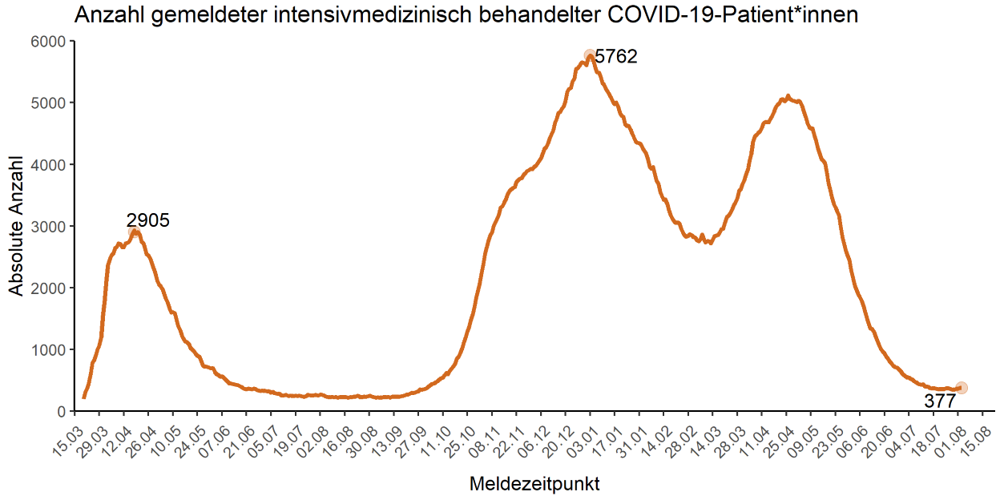 Anzahl gemeldeter intensivmedizinisch behandelter COVID-19-Patient*innen
6000
5000
4000
3000
2000
1000
0
Absolute Anzahl
2905
5762
377
15.03 29.03 12.04 26.04 10.05 24.05 07.06 21.06 05.07 19.07 02.08 16.08 30.08 13.09 27.09 11.10 25.10 08.11 22.11 06.12 20.12 03.01 17.01 31.01 14.02 28.02 14.03 28.03 11.04 25.04 09.05 23.05 06.06 20.06 04.07 18.07 01.08 15.08
Meldezeitpunkt